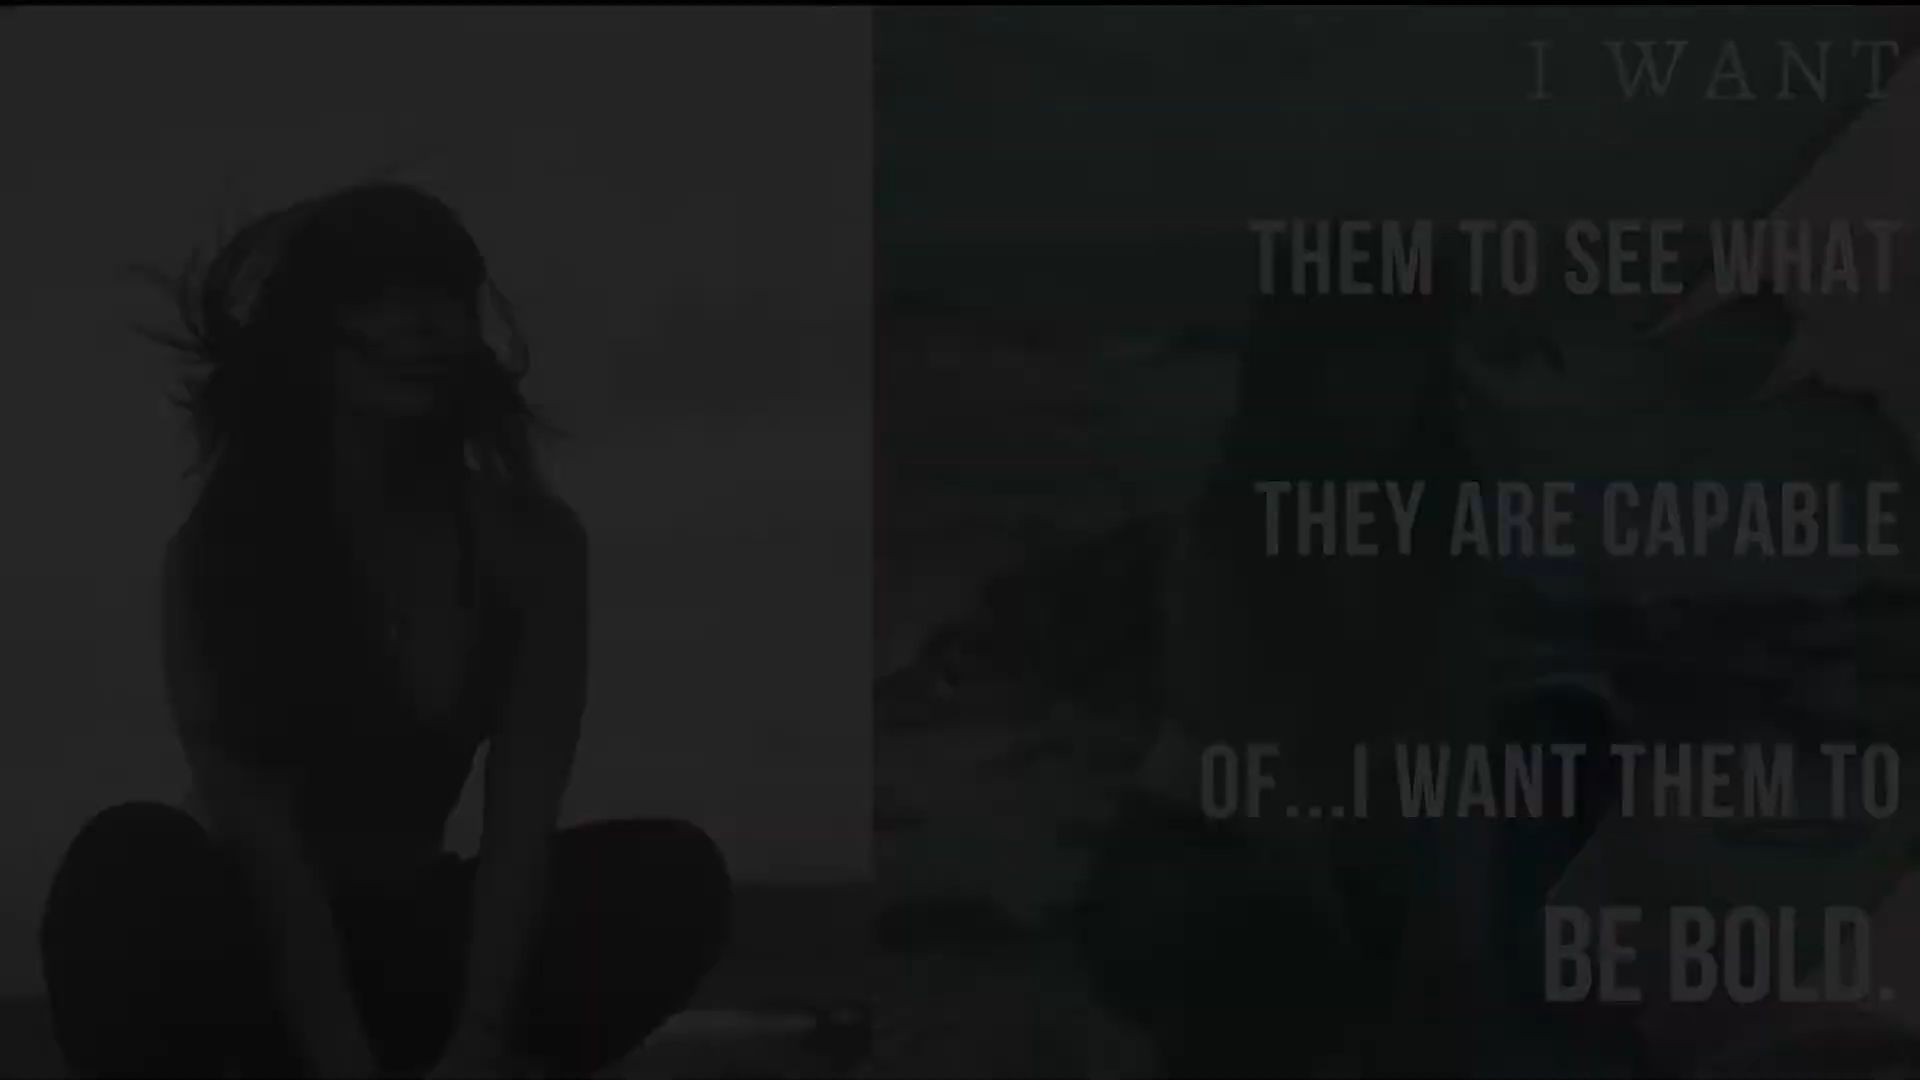 I WANT
THEM TO SEE WHAT
THEY ARE CAPABLE
OF...I WANT THEM TO
BE BOLD.